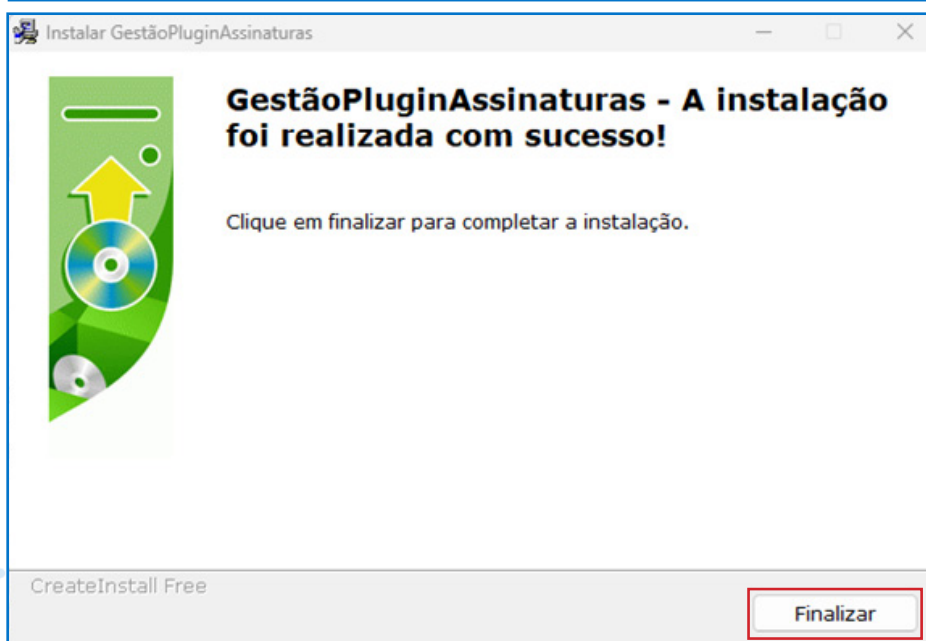 Instalar GestãoPluginAssinaturas
GestãoPluginAssinaturas - A instalação
foi realizada com sucesso!
Clique em finalizar para completar a instalação.
CreateInstall Free
Finalizar